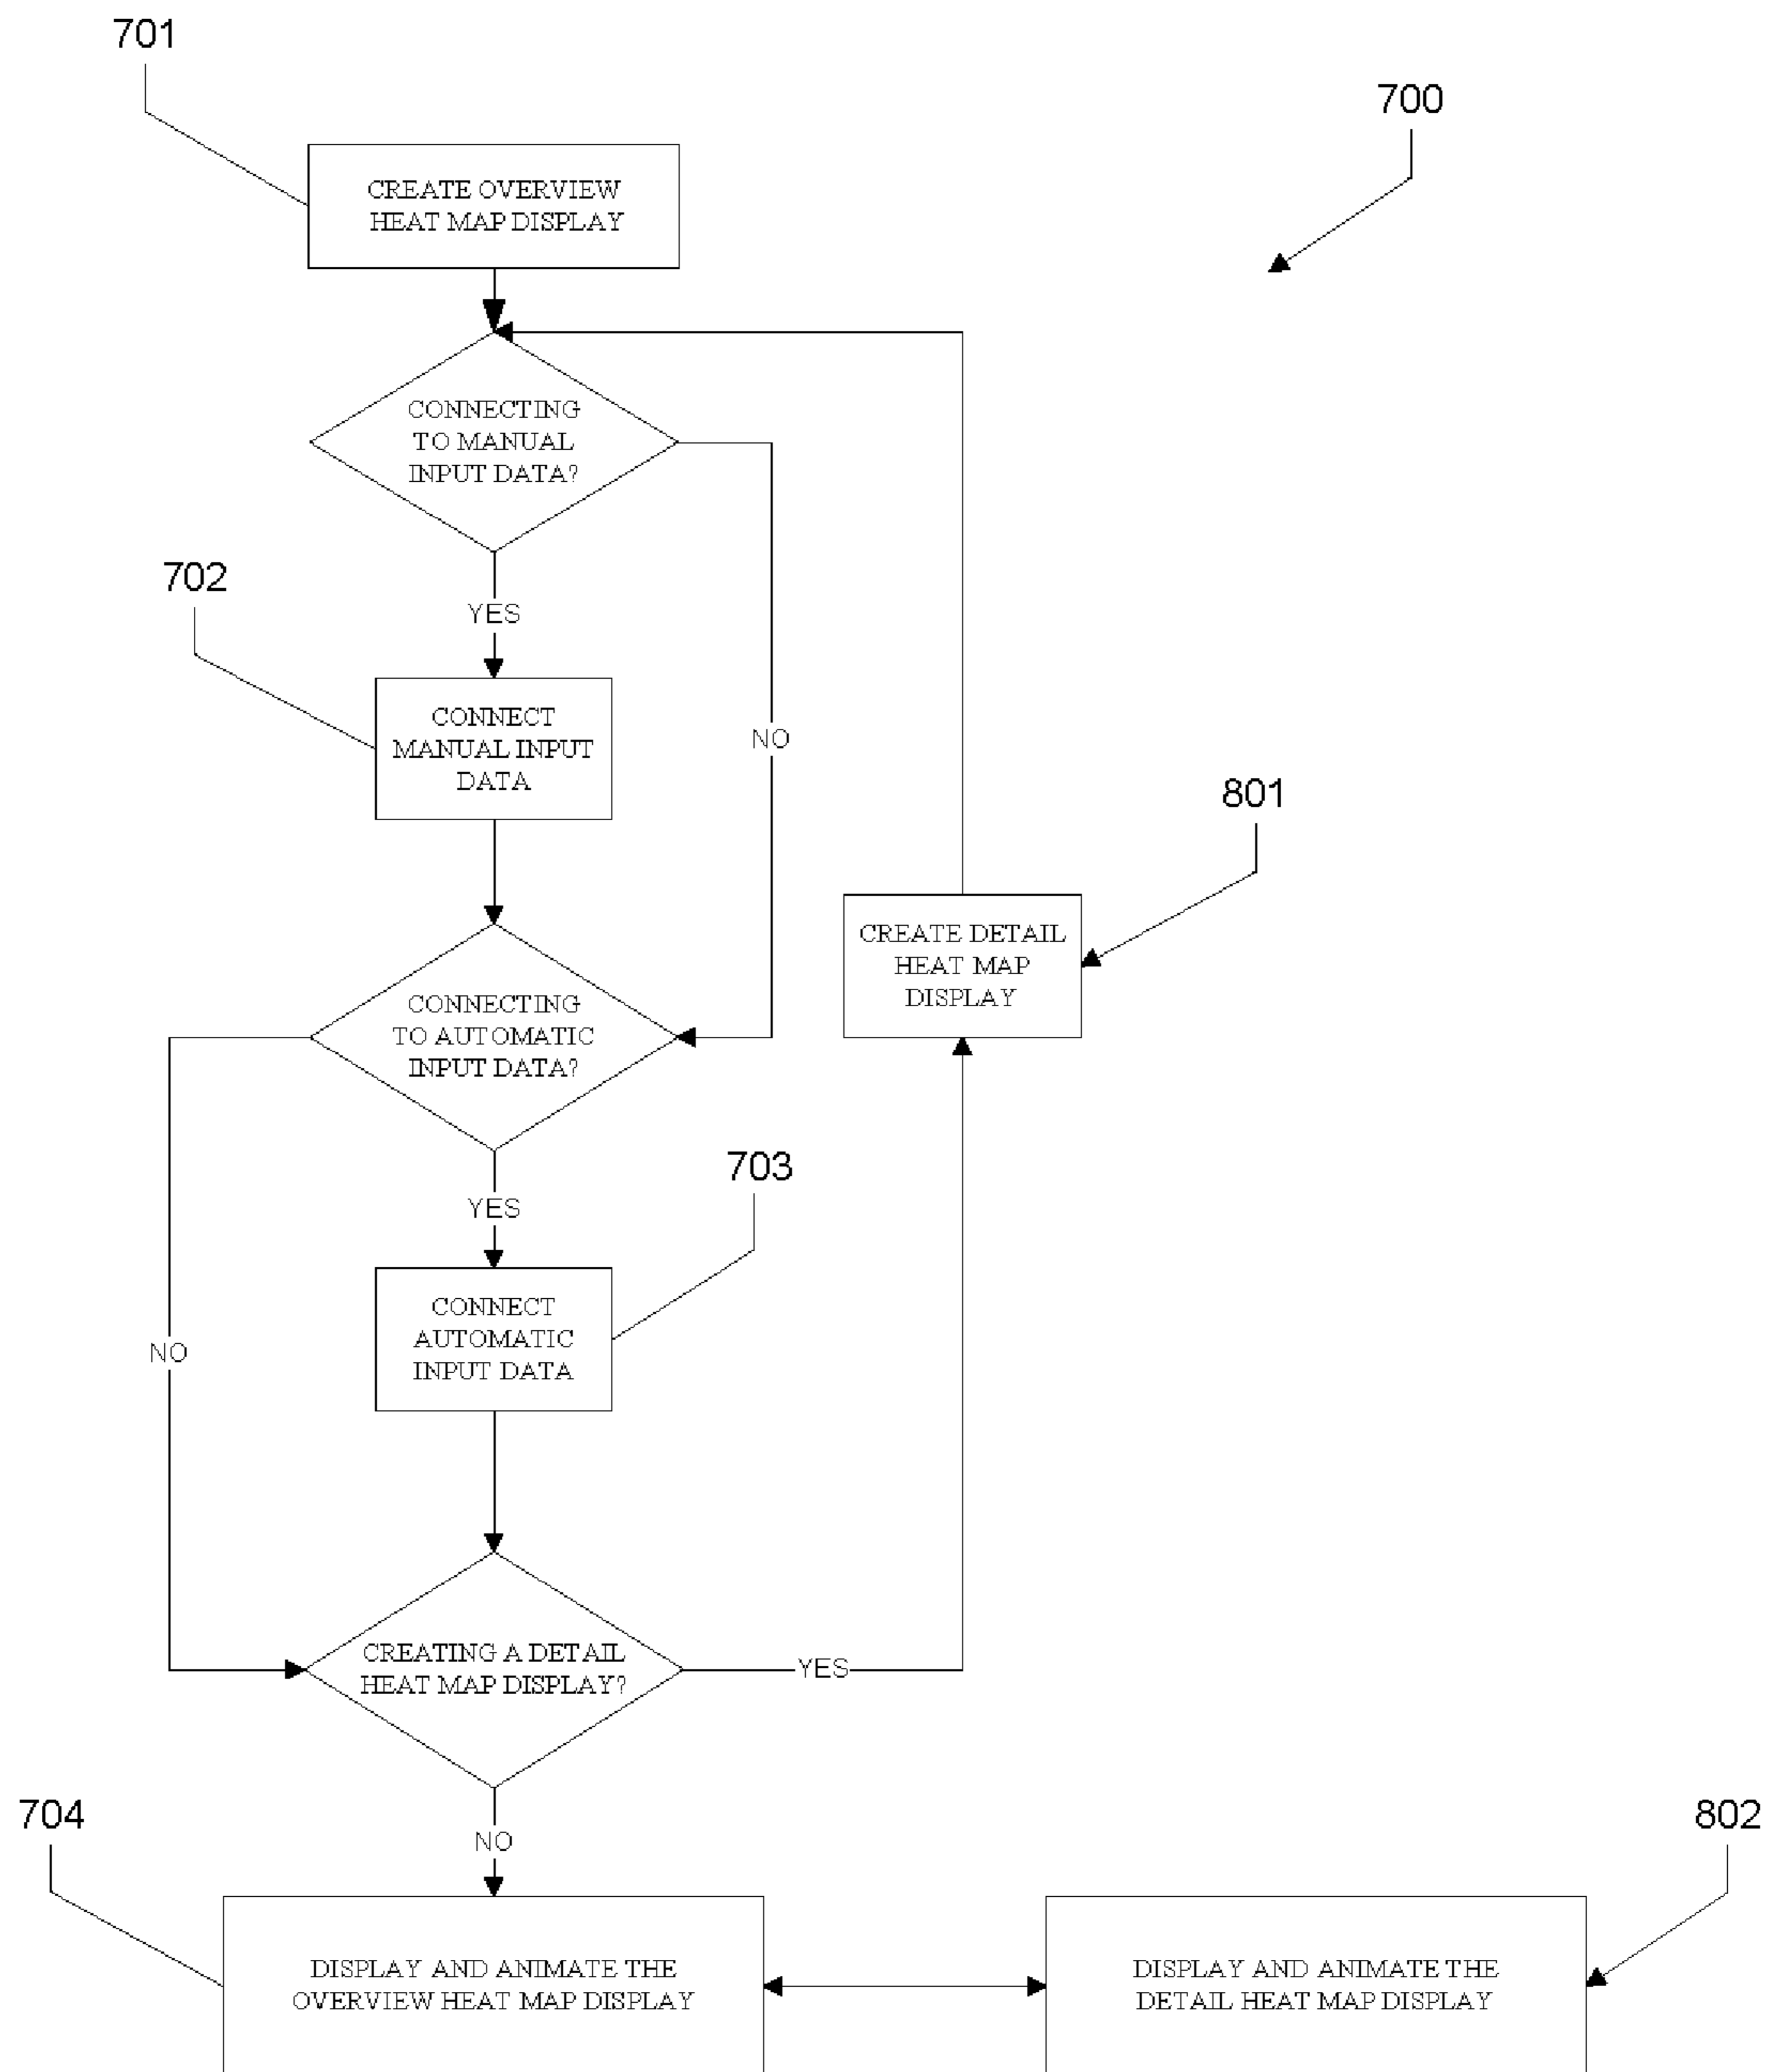 701
700
CREATE OVERVIEW
HEAT MAP DISPLAY
CONNECTING
TO MANUAL
INPUT DATA?
702
YES
CONNECT
MANUAL INPUT
DATA
NO
801
CREATE DETAIL
HEAT MAP
DISPLAY
CONNECTING
TO AUTOMATIC
INPUT DATA?
703
YES
CONNECT
AUTOMATIC
INPUT DATA
NO
CREATING A DETAIL
HEAT MAP DISPLAY?
YES
704
802
NO
DISPLAY AND ANIMATE THE
OVERVIEW HEAT MAP DISPLAY
DISPLAY AND ANIMATE THE
DETAIL HEAT MAP DISPLAY